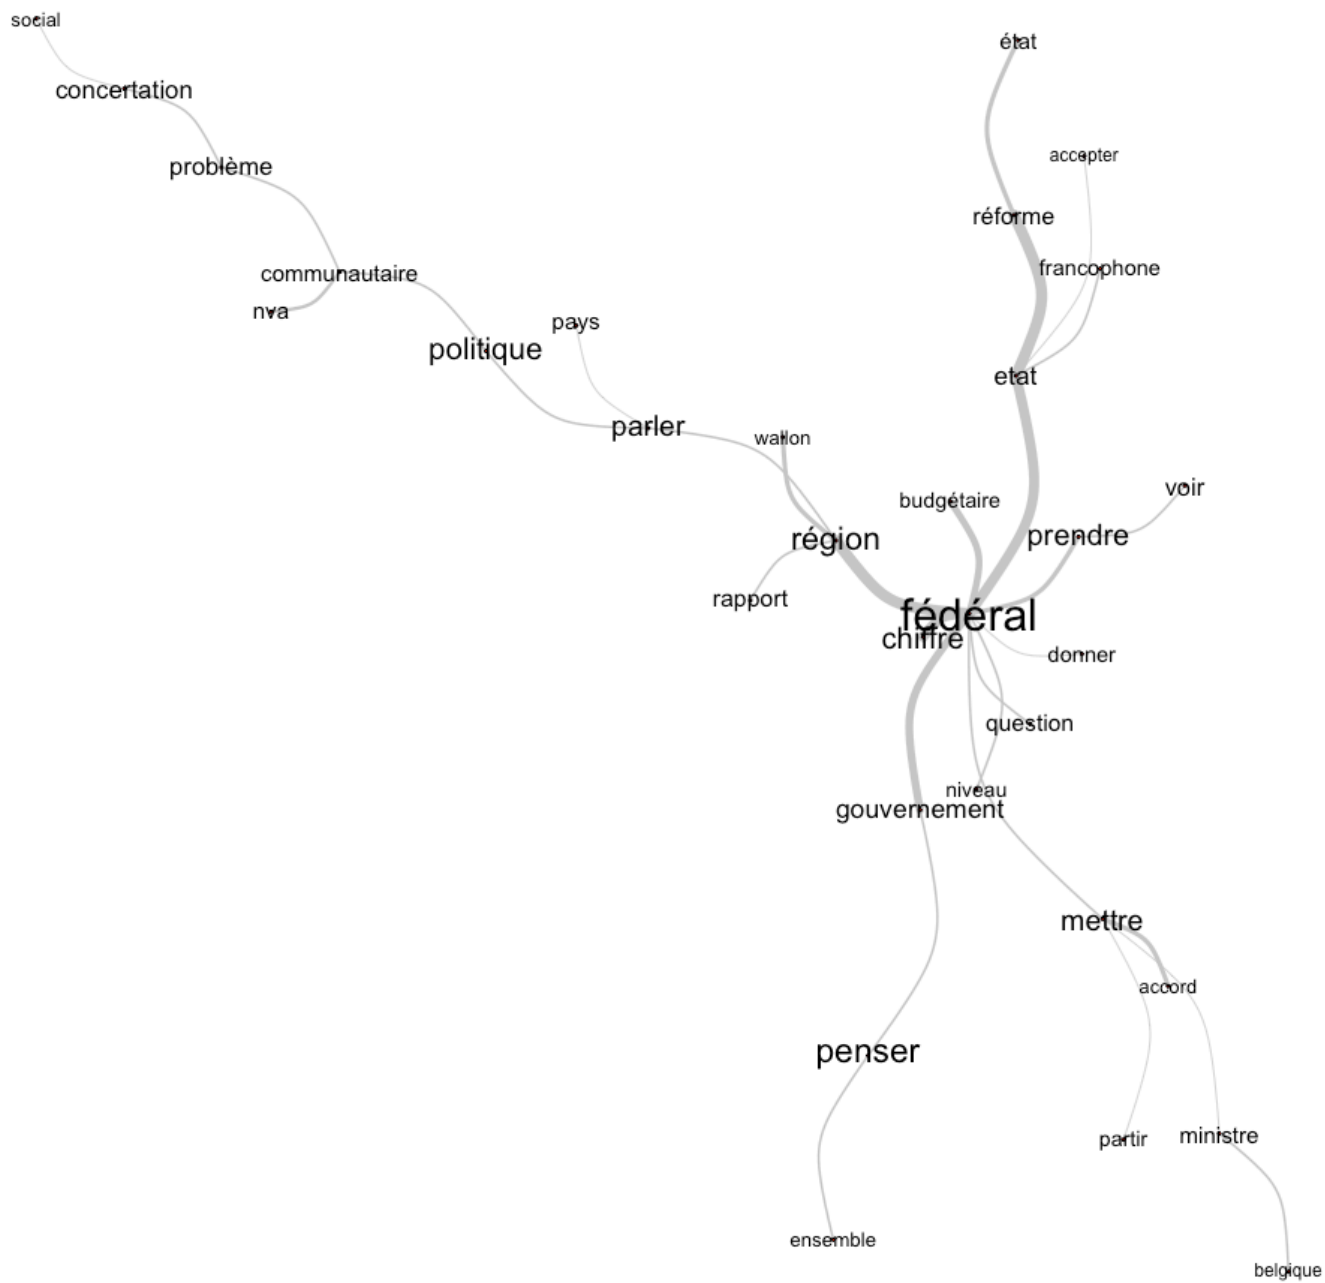 social
état
concertation
accepter
problème
réforme
francophone
communautaire
nva
pays
politique
etat
parler
wallon
voir
budgétaire
prendre
région
rapport
fédéral
chiffre
donner
question
niveau
gouvernement
mettre
accord
penser
partir
ministre
ensemble
belgique